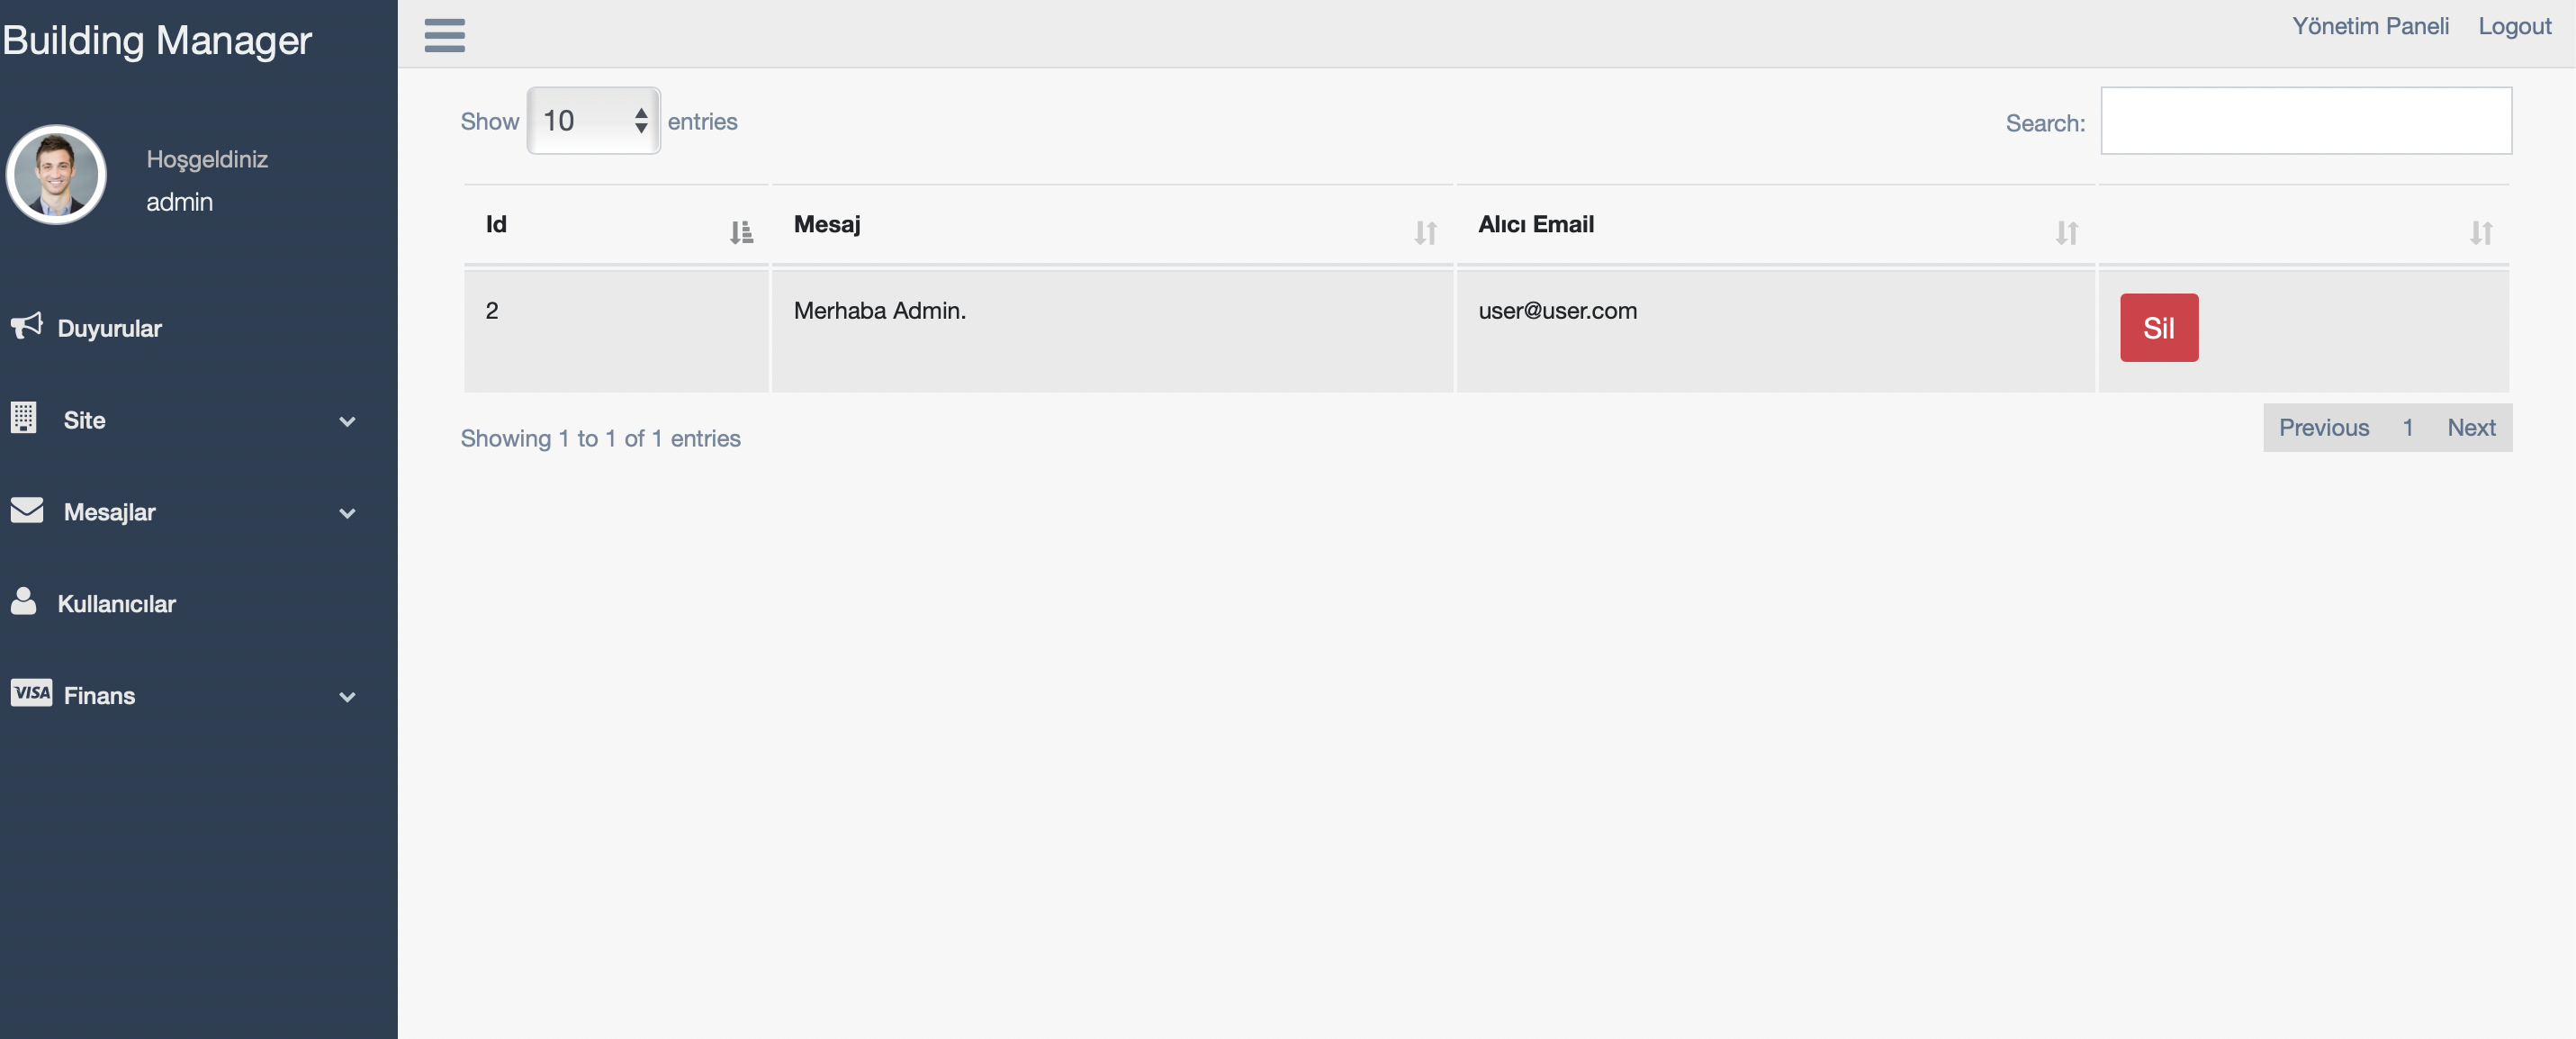 Building Manager
Yönetim Paneli Logout
Hoşgeldiniz
admin
Duyurular
Site
Mesajlar
Kullanıcılar
VISA Finans
Show 10 entries
Search:
Id Mesaj Alıcı Email
2 Merhaba Admin. user@user.com Sil
Showing 1 to 1 of 1 entries
Previous 1 Next